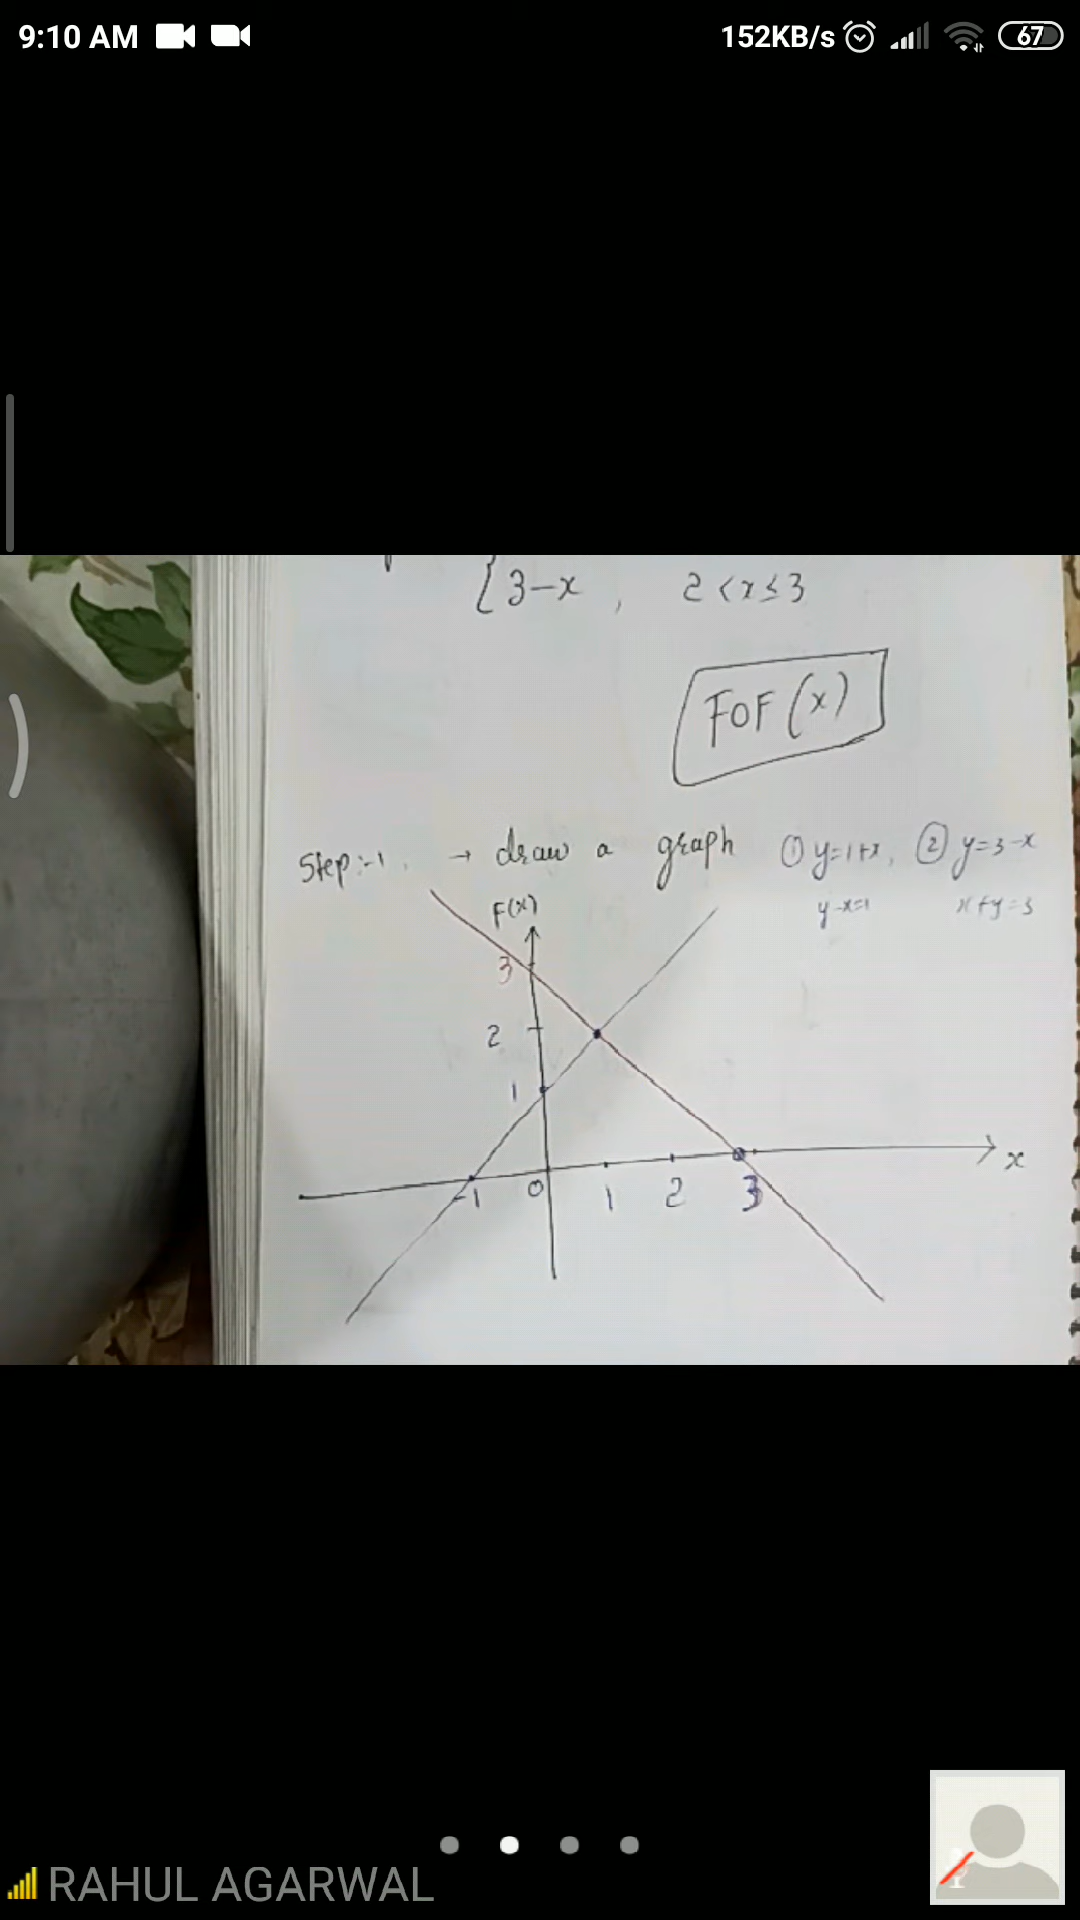 9:10 AM 152KB/s 67
3-x , 2 <x≤3
FOF (x)
Step:-1. → draw a graph ① y=1+x, ② y=3-x
y-x=1 x+y=3
F(x)
3
2
1
-1 0 1 2 3 x
RAHUL AGARWAL